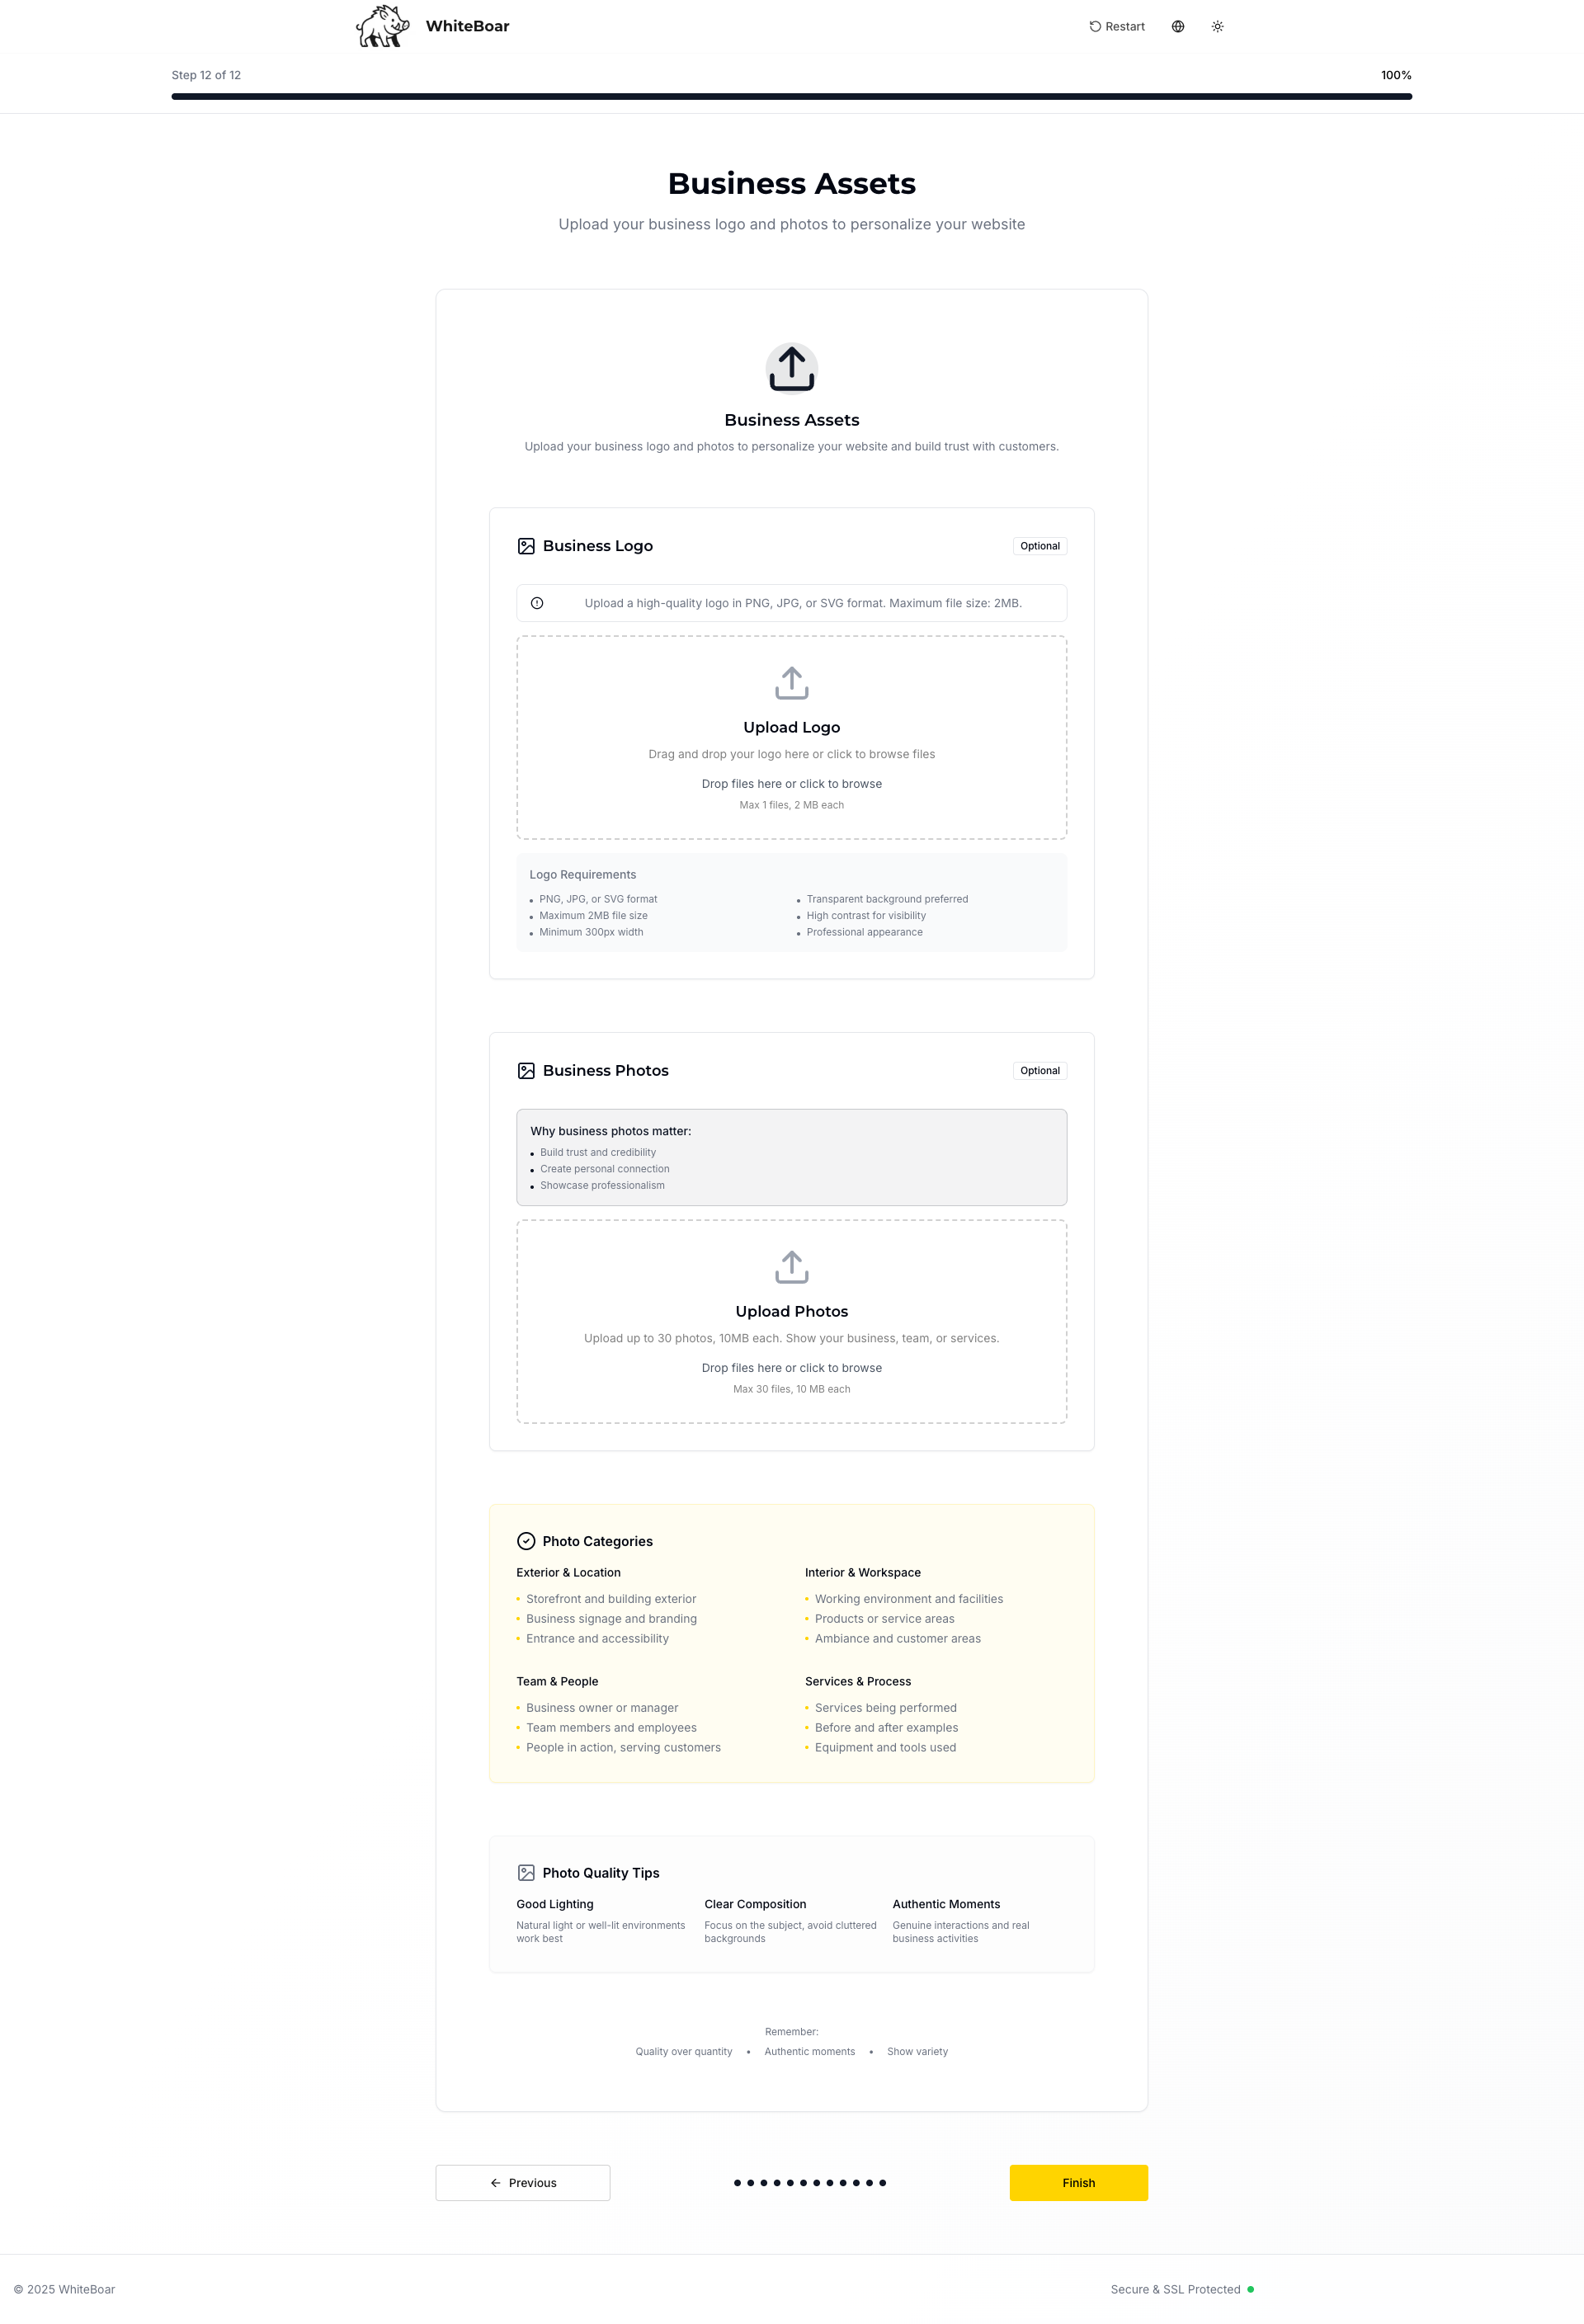 WhiteBoar
Restart
Step 12 of 12
100%
Business Assets
Upload your business logo and photos to personalize your website
Business Assets
Upload your business logo and photos to personalize your website and build trust with customers.
Business Logo
Optional
Upload a high-quality logo in PNG, JPG, or SVG format. Maximum file size: 2MB.
Upload Logo
Drag and drop your logo here or click to browse files
Drop files here or click to browse
Max 1 files, 2 MB each
Logo Requirements
• PNG, JPG, or SVG format
• Maximum 2MB file size
• Minimum 300px width
• Transparent background preferred
• High contrast for visibility
• Professional appearance
Business Photos
Optional
Why business photos matter:
• Build trust and credibility
• Create personal connection
• Showcase professionalism
Upload Photos
Upload up to 30 photos, 10MB each. Show your business, team, or services.
Drop files here or click to browse
Max 30 files, 10 MB each
Photo Categories
Exterior & Location
• Storefront and building exterior
• Business signage and branding
• Entrance and accessibility
Interior & Workspace
• Working environment and facilities
• Products or service areas
• Ambiance and customer areas
Team & People
• Business owner or manager
• Team members and employees
• People in action, serving customers
Services & Process
• Services being performed
• Before and after examples
• Equipment and tools used
Photo Quality Tips
Good Lighting
Natural light or well-lit environments
work best
Clear Composition
Focus on the subject, avoid cluttered
backgrounds
Authentic Moments
Genuine interactions and real
business activities
Remember:
Quality over quantity • Authentic moments • Show variety
Previous
Finish
© 2025 WhiteBoar
Secure & SSL Protected